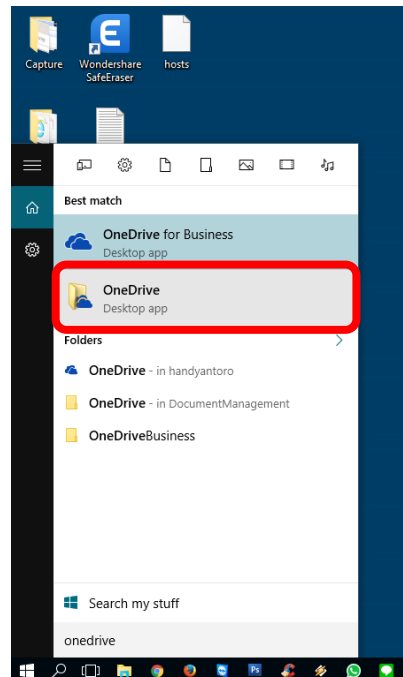 Capture
Wondershare
SafeEraser
hosts
Best match
OneDrive for Business
Desktop app
OneDrive
Desktop app
Folders
OneDrive - in handyantoro
OneDrive - in DocumentManagement
OneDriveBusiness
Search my stuff
onedrive
Ps